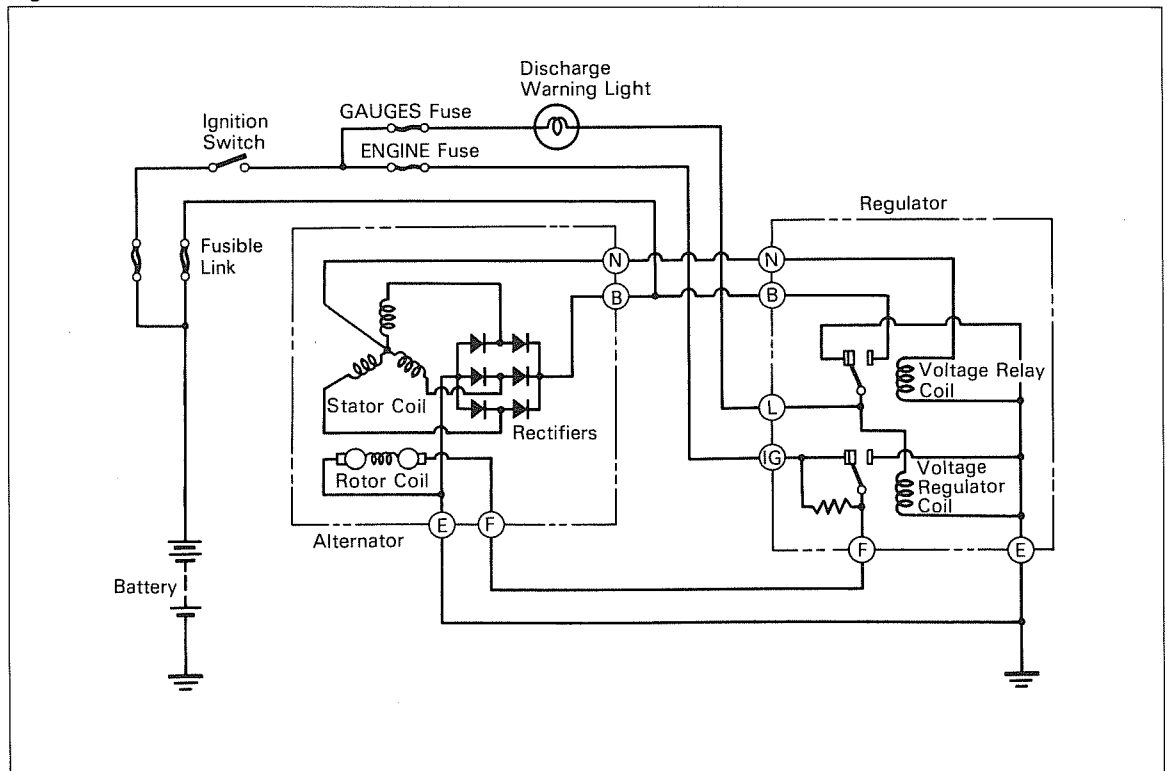 Discharge
Warning Light
GAUGES Fuse
Ignition
Switch
ENGINE Fuse
Regulator
Fusible
Link
N
N
B
B
Stator Coil
Rectifiers
Voltage Relay
Coil
L
IG
Rotor Coil
Voltage
Regulator
Coil
E
F
Alternator
F
E
Battery